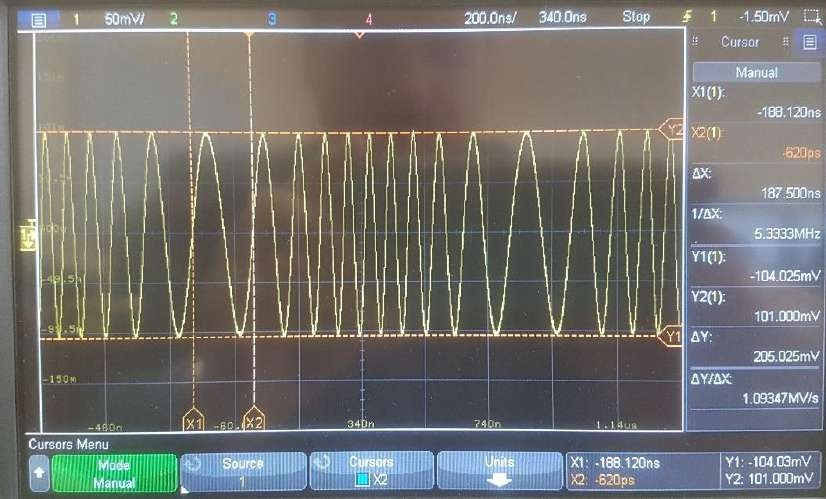 1 50mV/ 2 3 4 200.0ns/ 340.0ns Stop 1 -1.50mV
Cursor
Manual
X1(1):
-188.120ns
X2(1):
-620ps
ΔX:
187.500ns
1/ΔX:
5.3333MHz
Y1(1):
-104.025mV
Y2(1):
101.000mV
ΔY:
205.025mV
ΔY/ΔX:
1.09347MV/s
Y2
Y1
-150m
X1 X2
-460n 340n 740n 1.14us
Cursors Menu
Mode
Manual
Source
1
Cursors
X2
Units
X1: -188.120ns
X2: -620ps
Y1: -104.03mV
Y2: 101.000mV